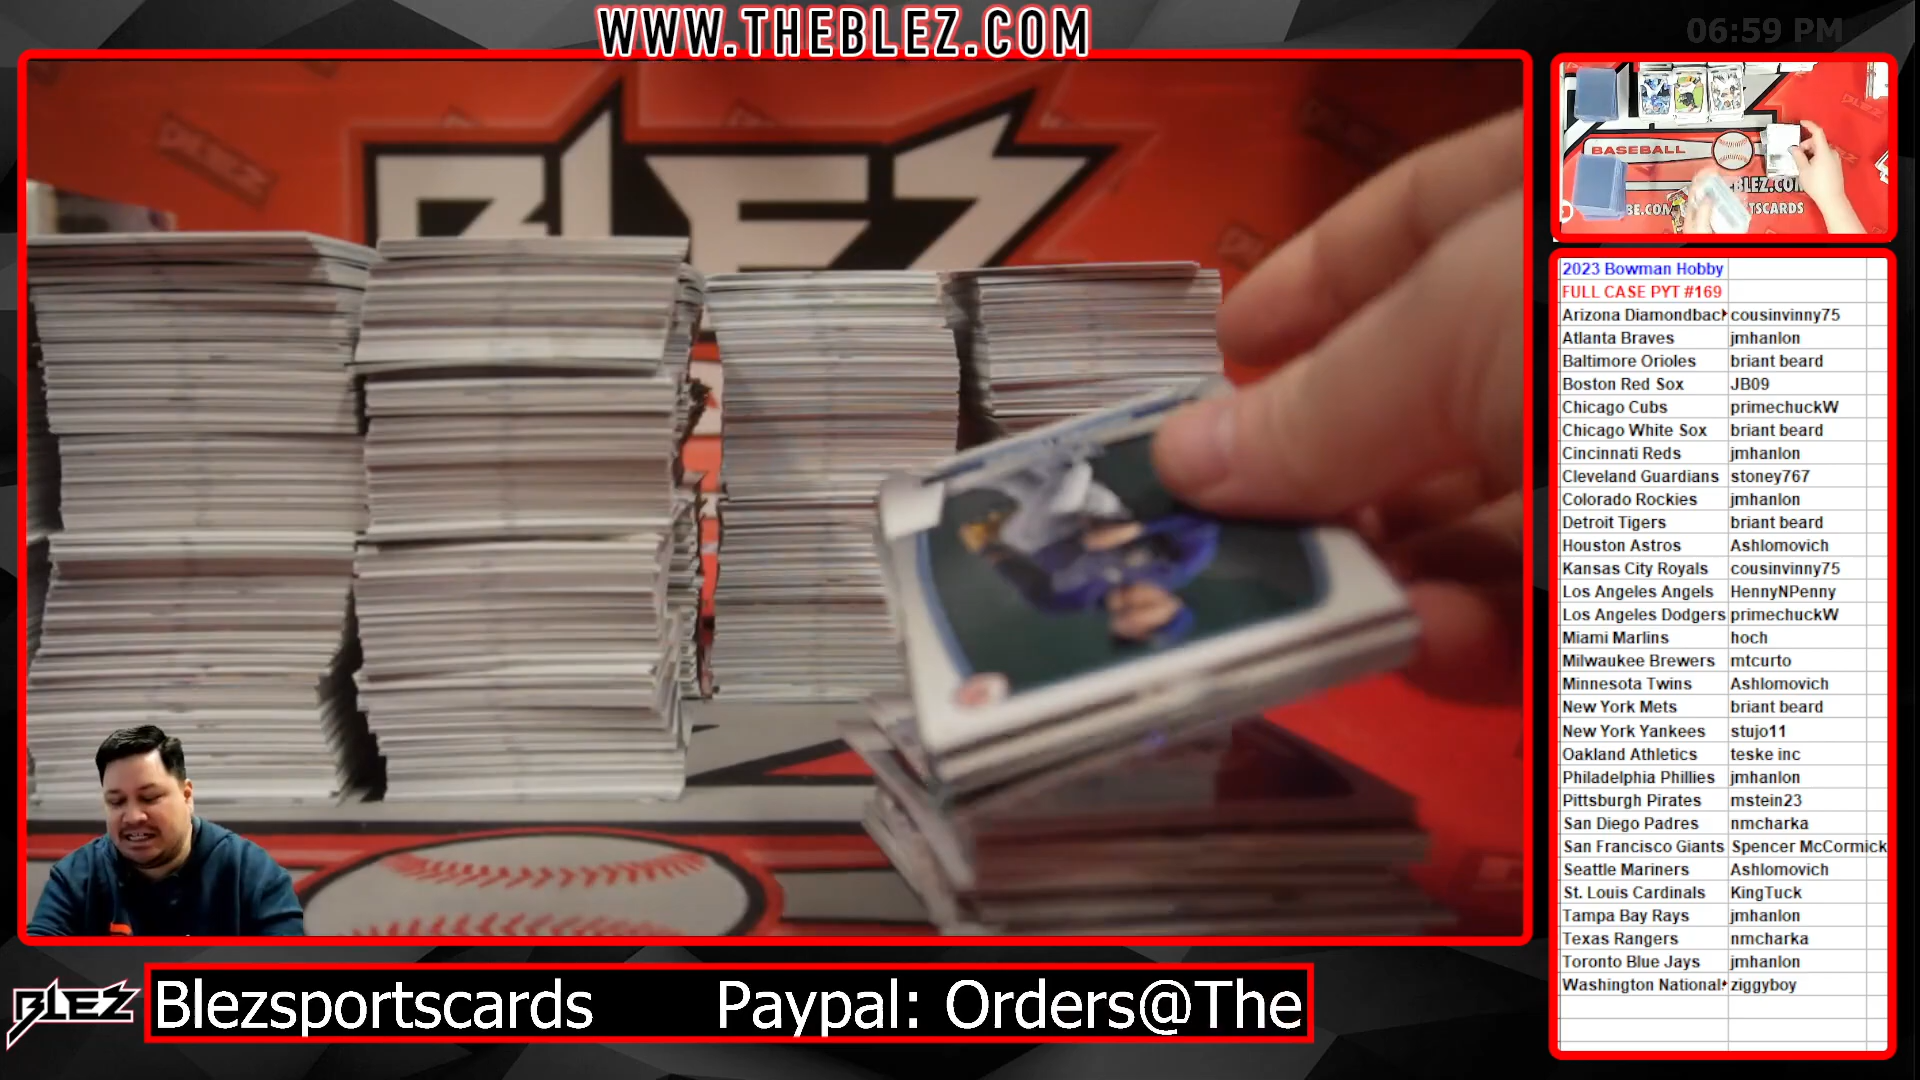 WWW.THEBLEZ.COM
06:59 PM
BLEZ
BASEBALL
2023 Bowman Hobby
FULL CASE PYT #169
Arizona Diamondback cousinvinny75
Atlanta Braves jmhanlon
Baltimore Orioles briant beard
Boston Red Sox JB09
Chicago Cubs primechuckW
Chicago White Sox briant beard
Cincinnati Reds jmhanlon
Cleveland Guardians stoney767
Colorado Rockies jmhanlon
Detroit Tigers briant beard
Houston Astros Ashlomovich
Kansas City Royals cousinvinny75
Los Angeles Angels HennyNPenny
Los Angeles Dodgers primechuckW
Miami Marlins hoch
Milwaukee Brewers mtcurto
Minnesota Twins Ashlomovich
New York Mets briant beard
New York Yankees stujo11
Oakland Athletics teske inc
Philadelphia Phillies jmhanlon
Pittsburgh Pirates mstein23
San Diego Padres nmcharka
San Francisco Giants Spencer McCormick
Seattle Mariners Ashlomovich
St. Louis Cardinals KingTuck
Tampa Bay Rays jmhanlon
Texas Rangers nmcharka
Toronto Blue Jays jmhanlon
Washington National ziggyboy
BLEZ
Blezsportscards Paypal: Orders@The